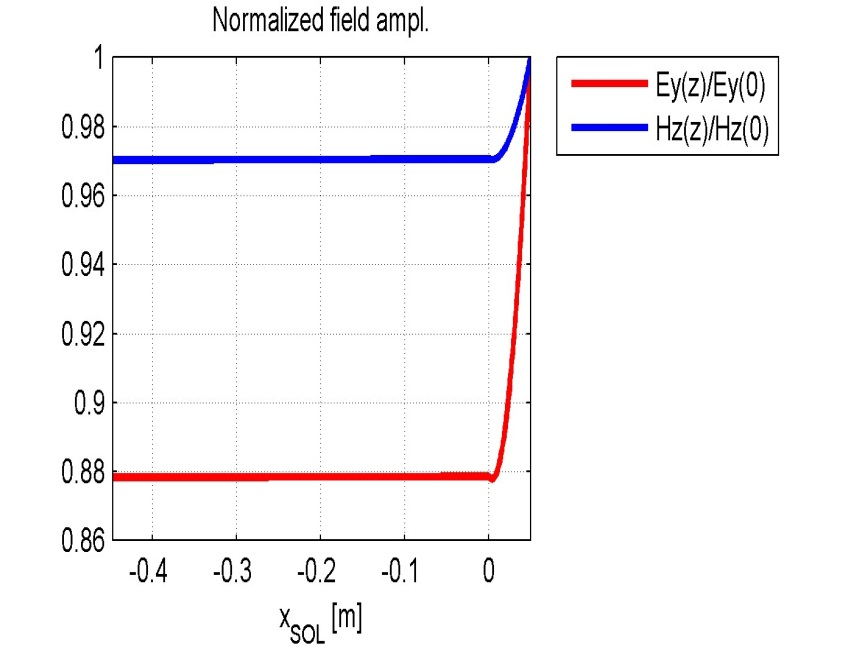 Normalized field ampl.
1
0.98
0.96
0.94
0.92
0.9
0.88
0.86
-0.4 -0.3 -0.2 -0.1 0
x_SOL [m]
Ey(z)/Ey(0)
Hz(z)/Hz(0)